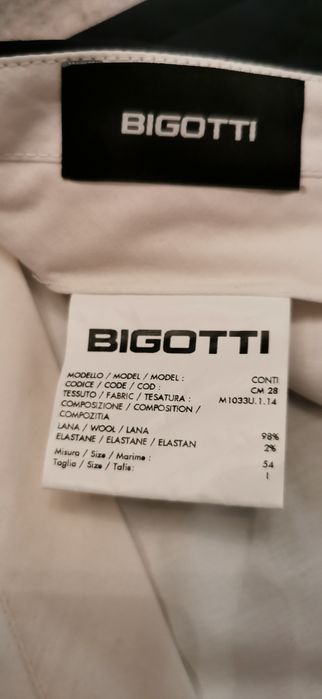 BIGOTTI
BIGOTTI
MODELLO / MODEL / MODEL : CONTI
CODICE / CODE / COD : CM 28
TESSUTO / FABRIC / TESATURA : M1033U.1.14
COMPOSIZIONE / COMPOSITION /
COMPOZITIA
LANA / WOOL / LANA 98%
ELASTANE / ELASTANE / ELASTAN 2%
Misura / Size / Marime : 54
Taglia / Size / Talie: I